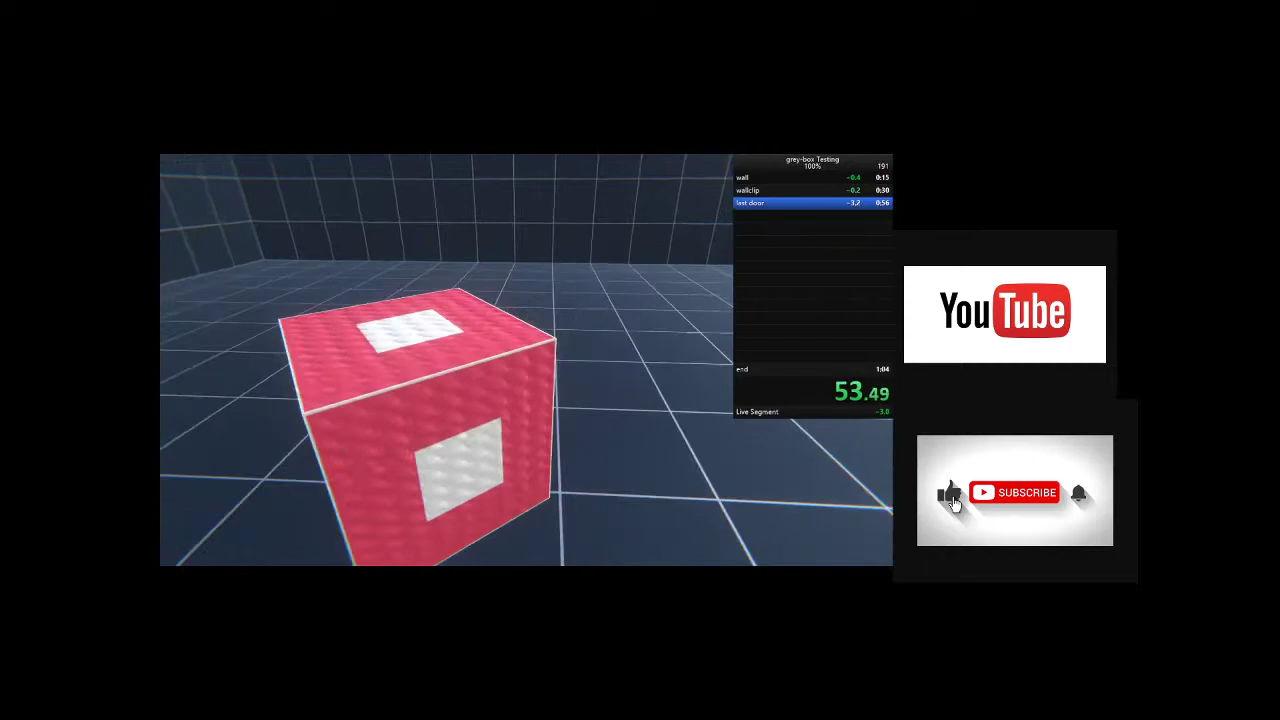 grey-box Testing
100% 191
wall -0.4 0:15
wallclip -0.2 0:30
last door -3.2 0:56
end 1:04
53.49
Live Segment -3.0
YouTube
SUBSCRIBE